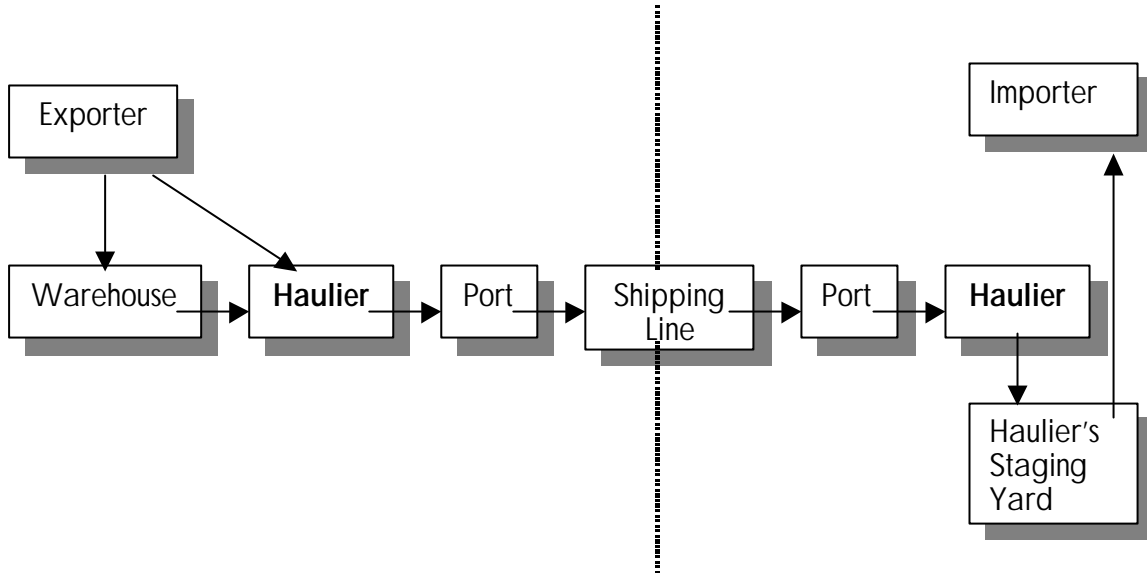 Exporter
Importer
Warehouse
Haulier
Port
Shipping
Line
Port
Haulier
Haulier's
Staging
Yard